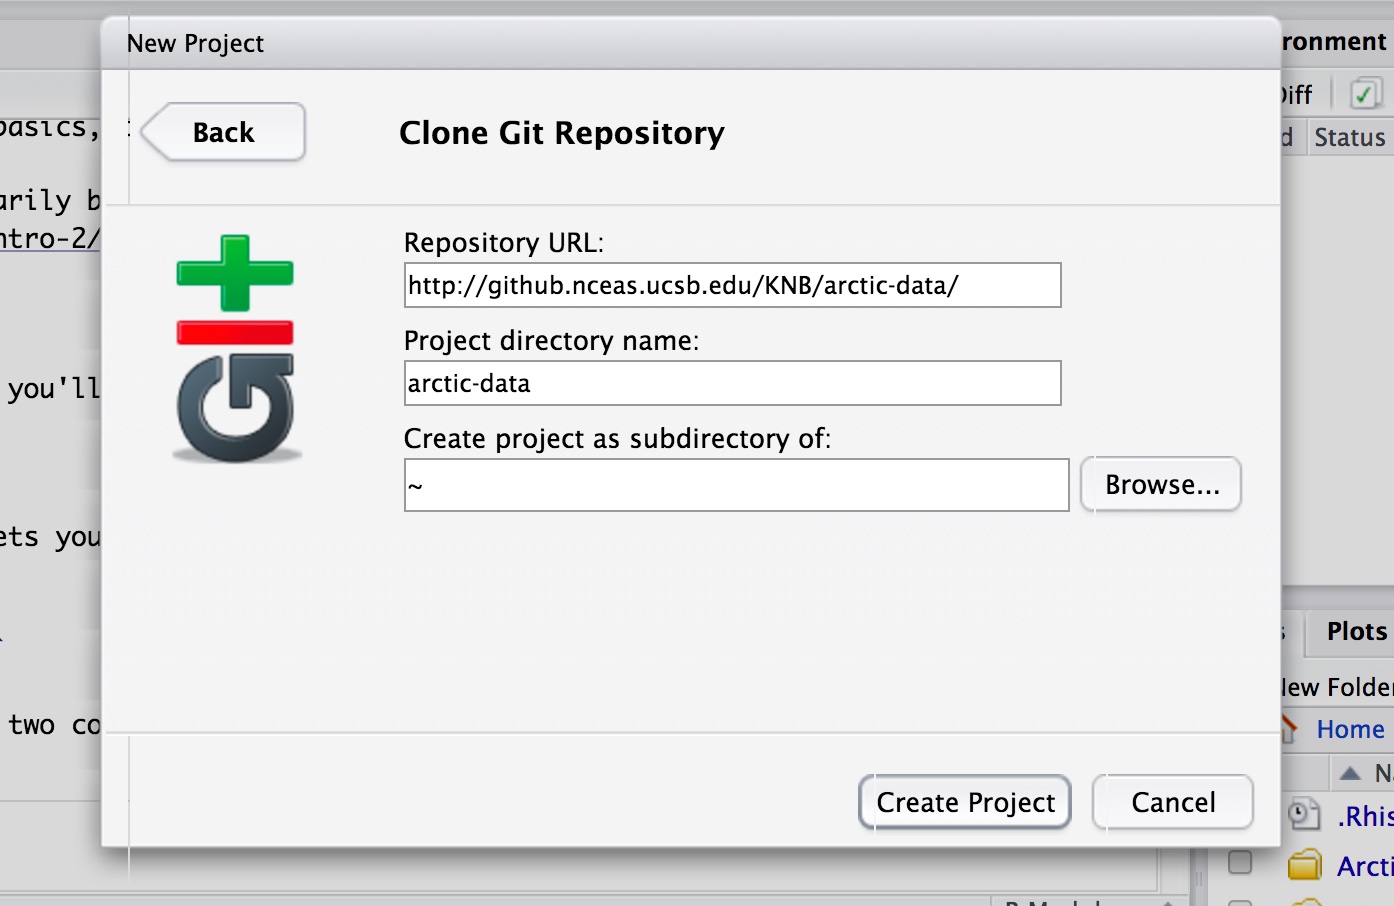 New Project
Back
Clone Git Repository
Repository URL:
http://github.nceas.ucsb.edu/KNB/arctic-data/
Project directory name:
arctic-data
Create project as subdirectory of:
~
Browse...
Create Project
Cancel
git
basics,
arily b
ntro-2/
you'll
ets you
two co
ronment
Diff
d Status
Plots
New Folder
Home
Na
.Rhis
Arcti